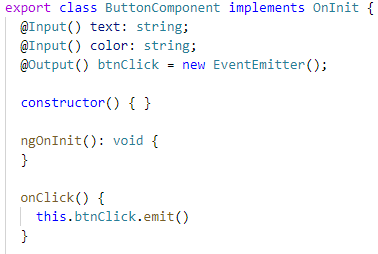 export class ButtonComponent implements OnInit {
@Input() text: string;
@Input() color: string;
@Output() btnClick = new EventEmitter();
constructor() { }
ngOnInit(): void {
}
onClick() {
this.btnClick.emit()
}